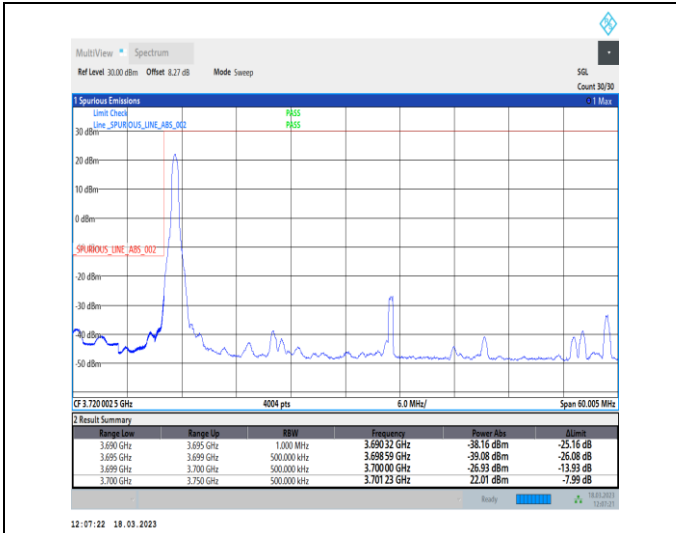 MultiView Spectrum
Ref Level 30.00 dBm Offset 8.27 dB Mode Sweep SGL
Count 30/30
1 Spurious Emissions 1 Max
Limit Check PASS
Line _SPURIOUS_LINE_ABS_002 PASS
30 dBm
20 dBm
10 dBm
0 dBm
_SPURIOUS_LINE_ABS_002
-20 dBm
-30 dBm
-40 dBm
-50 dBm
CF 3.720 002 5 GHz 4004 pts 6.0 MHz/ Span 60.005 MHz
2 Result Summary
Range Low Range Up RBW Frequency Power Abs ΔLimit
3.690 GHz 3.695 GHz 1.000 MHz 3.690 32 GHz -38.16 dBm -25.16 dB
3.695 GHz 3.699 GHz 500.000 kHz 3.698 59 GHz -39.08 dBm -26.08 dB
3.699 GHz 3.700 GHz 500.000 kHz 3.700 00 GHz -26.93 dBm -13.93 dB
3.700 GHz 3.750 GHz 500.000 kHz 3.701 23 GHz 22.01 dBm -7.99 dB
Ready 18.03.2023
12:07:21
12:07:22 18.03.2023